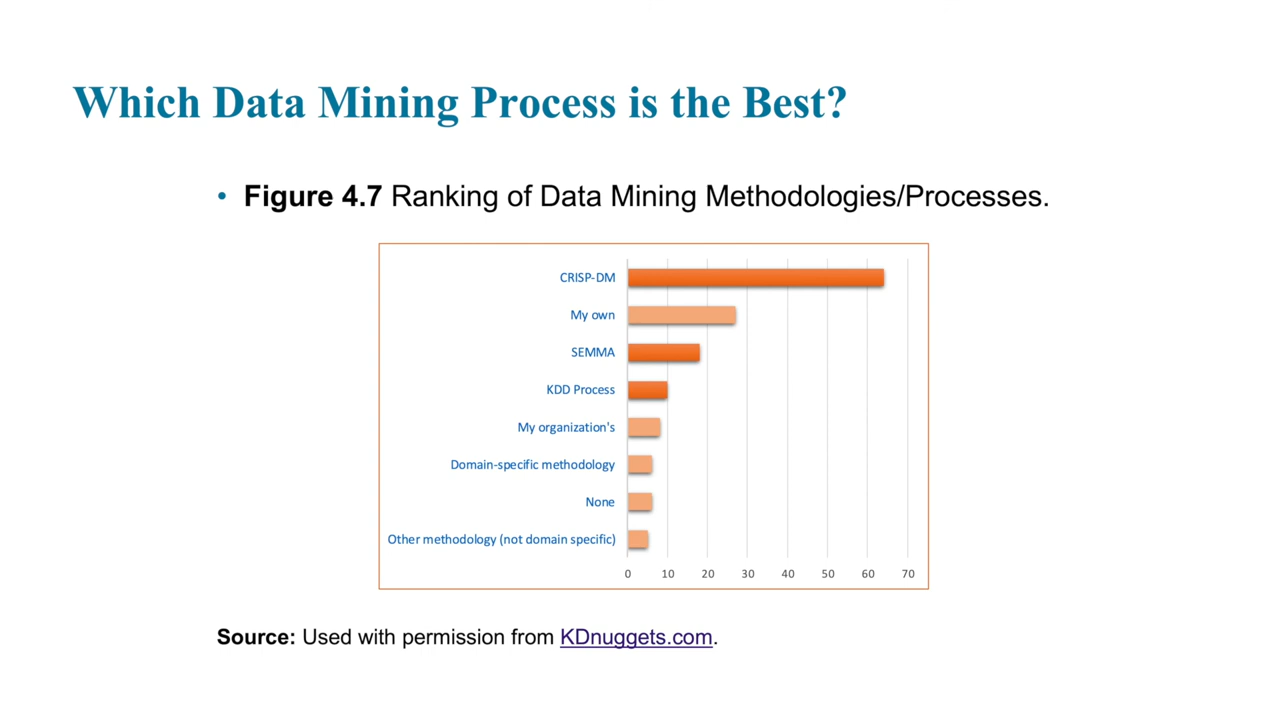 Which Data Mining Process is the Best?
• Figure 4.7 Ranking of Data Mining Methodologies/Processes.
CRISP-DM
My own
SEMMA
KDD Process
My organization's
Domain-specific methodology
None
Other methodology (not domain specific)
0 10 20 30 40 50 60 70
Source: Used with permission from KDnuggets.com.